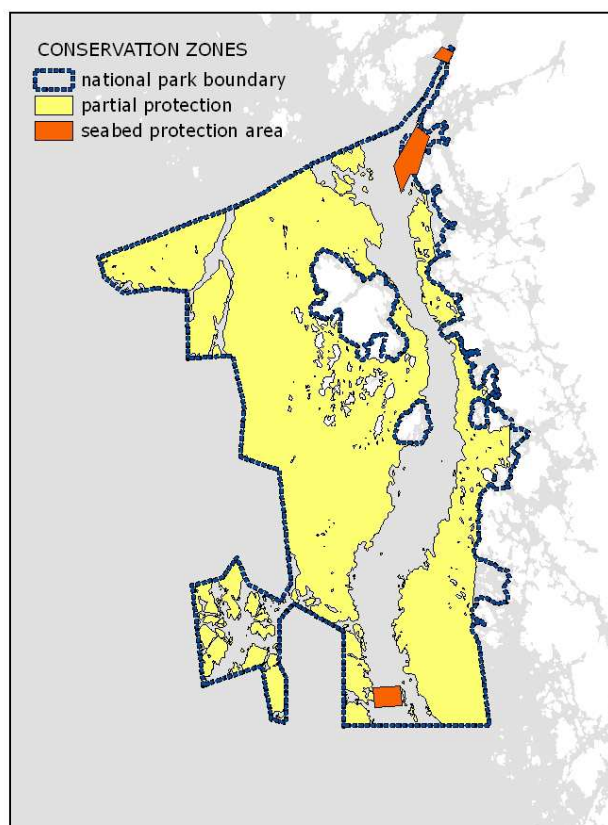 CONSERVATION ZONES
national park boundary
partial protection
seabed protection area